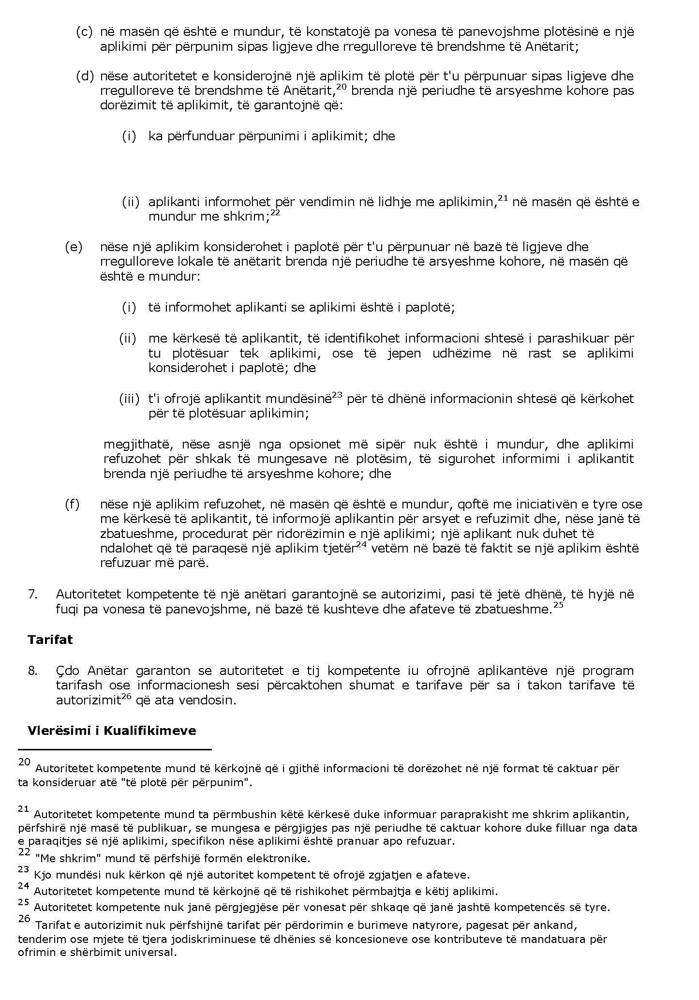 (c) në masën që është e mundur, të konstatojë pa vonesa të panevojshme plotësinë e një
aplikimi për përpunim sipas ligjeve dhe rregulloreve të brendshme të Anëtarit;
(d) nëse autoritetet e konsiderojnë një aplikim të plotë për t'u përpunuar sipas ligjeve dhe
rregulloreve të brendshme të Anëtarit,20 brenda një periudhe të arsyeshme kohore pas
dorëzimit të aplikimit, të garantojnë që:
(i) ka përfunduar përpunimi i aplikimit; dhe
(ii) aplikanti informohet për vendimin në lidhje me aplikimin,21 në masën që është e
mundur me shkrim;22
(e) nëse një aplikim konsiderohet i paplotë për t'u përpunuar në bazë të ligjeve dhe
rregulloreve lokale të anëtarit brenda një periudhe të arsyeshme kohore, në masën që
është e mundur:
(i) të informohet aplikanti se aplikimi është i paplotë;
(ii) me kërkesë të aplikantit, të identifikohet informacioni shtesë i parashikuar për
tu plotësuar tek aplikimi, ose të jepen udhëzime në rast se aplikimi
konsiderohet i paplotë; dhe
(iii) t'i ofrojë aplikantit mundësinë23 për të dhënë informacionin shtesë që kërkohet
për të plotësuar aplikimin;
megjithatë, nëse asnjë nga opsionet më sipër nuk është i mundur, dhe aplikimi
refuzohet për shkak të mungesave në plotësim, të sigurohet informimi i aplikantit
brenda një periudhe të arsyeshme kohore; dhe
(f) nëse një aplikim refuzohet, në masën që është e mundur, qoftë me iniciativën e tyre ose
me kërkesë të aplikantit, të informojë aplikantin për arsyet e refuzimit dhe, nëse janë të
zbatueshme, procedurat për ridorëzimin e një aplikimi; një aplikant nuk duhet të
ndalohet që të paraqesë një aplikim tjetër24 vetëm në bazë të faktit se një aplikim është
refuzuar më parë.
7. Autoritetet kompetente të një anëtari garantojnë se autorizimi, pasi të jetë dhënë, të hyjë në
fuqi pa vonesa të panevojshme, në bazë të kushteve dhe afateve të zbatueshme.25
Tarifat
8. Çdo Anëtar garanton se autoritetet e tij kompetente iu ofrojnë aplikantëve një program
tarifash ose informacionesh sesi përcaktohen shumat e tarifave për sa i takon tarifave të
autorizimit26 që ata vendosin.
Vlerësimi i Kualifikimeve
20 Autoritetet kompetente mund të kërkojnë që i gjithë informacioni të dorëzohet në një format të caktuar për
ta konsideruar atë "të plotë për përpunim".
21 Autoritetet kompetente mund ta përmbushin këtë kërkesë duke informuar paraprakisht me shkrim aplikantin,
përfshirë një masë të publikuar, se mungesa e përgjigjes pas një periudhe të caktuar kohore duke filluar nga data
e paraqitjes së një aplikimi, specifikon nëse aplikimi është pranuar apo refuzuar.
22 "Me shkrim" mund të përfshijë formën elektronike.
23 Kjo mundësi nuk kërkon që një autoritet kompetent të ofrojë zgjatjen e afateve.
24 Autoritetet kompetente mund të kërkojnë që të rishikohet përmbajtja e këtij aplikimi.
25 Autoritetet kompetente nuk janë përgjegjëse për vonesat për shkaqe që janë jashtë kompetencës së tyre.
26 Tarifat e autorizimit nuk përfshijnë tarifat për përdorimin e burimeve natyrore, pagesat për ankand,
tenderim ose mjete të tjera jodiskriminuese të dhënies së koncesioneve ose kontributeve të mandatuara për
ofrimin e shërbimit universal.